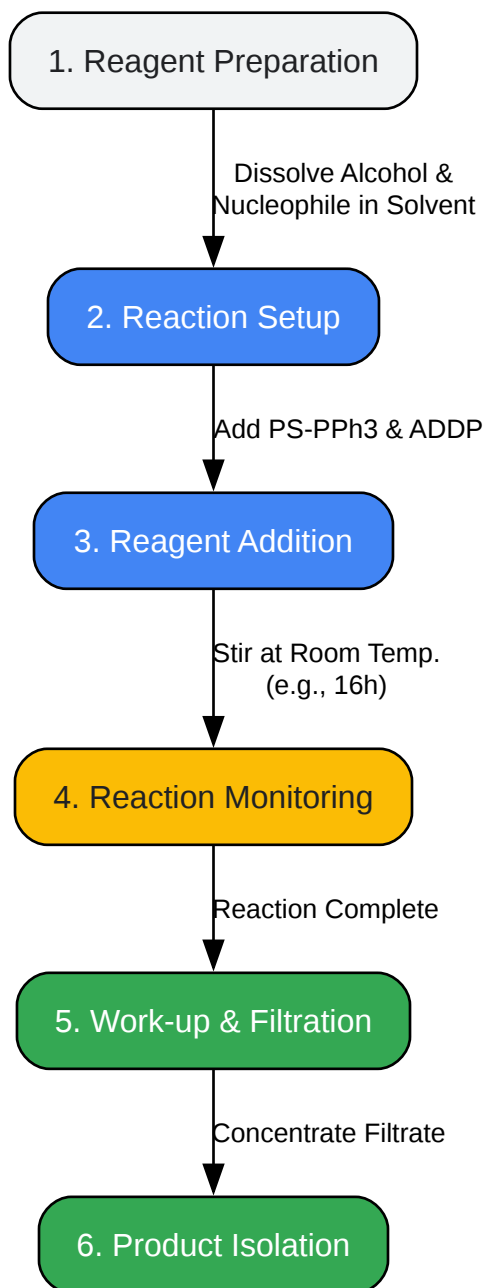 1. Reagent Preparation
Dissolve Alcohol &
Nucleophile in Solvent
2. Reaction Setup
Add PS-PPh3 & ADDP
3. Reagent Addition
Stir at Room Temp.
(e.g., 16h)
4. Reaction Monitoring
Reaction Complete
5. Work-up & Filtration
Concentrate Filtrate
6. Product Isolation